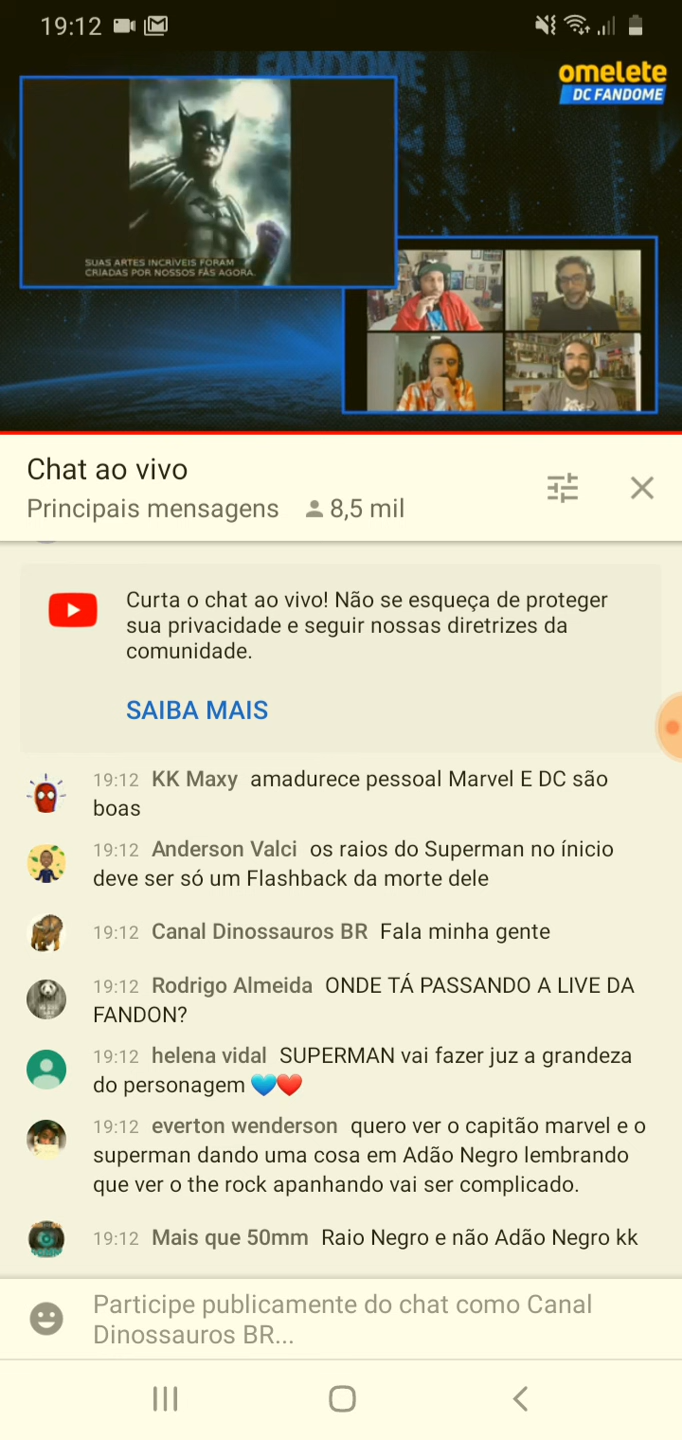 19:12
FANDOME
omelete
DC FANDOME
SUAS ARTES INCRÍVEIS FORAM
CRIADAS POR NOSSOS FÃS AGORA.
Chat ao vivo
Principais mensagens 8,5 mil
Curta o chat ao vivo! Não se esqueça de proteger
sua privacidade e seguir nossas diretrizes da
comunidade.
SAIBA MAIS
19:12 KK Maxy amadurece pessoal Marvel E DC são
boas
19:12 Anderson Valci os raios do Superman no ínicio
deve ser só um Flashback da morte dele
19:12 Canal Dinossauros BR Fala minha gente
19:12 Rodrigo Almeida ONDE TÁ PASSANDO A LIVE DA
FANDON?
19:12 helena vidal SUPERMAN vai fazer juz a grandeza
do personagem 💙❤️
19:12 everton wenderson quero ver o capitão marvel e o
superman dando uma cosa em Adão Negro lembrando
que ver o the rock apanhando vai ser complicado.
19:12 Mais que 50mm Raio Negro e não Adão Negro kk
Participe publicamente do chat como Canal
Dinossauros BR...